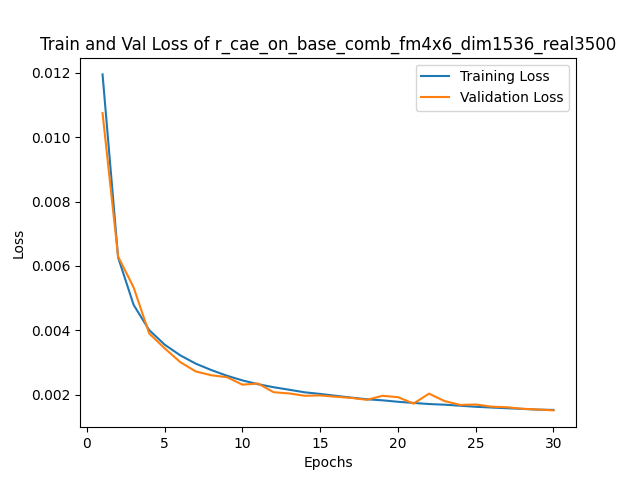 Train and Val Loss of r_cae_on_base_comb_fm4x6_dim1536_real3500
Training Loss
Validation Loss
0.012
0.010
0.008
0.006
0.004
0.002
Loss
0 5 10 15 20 25 30
Epochs